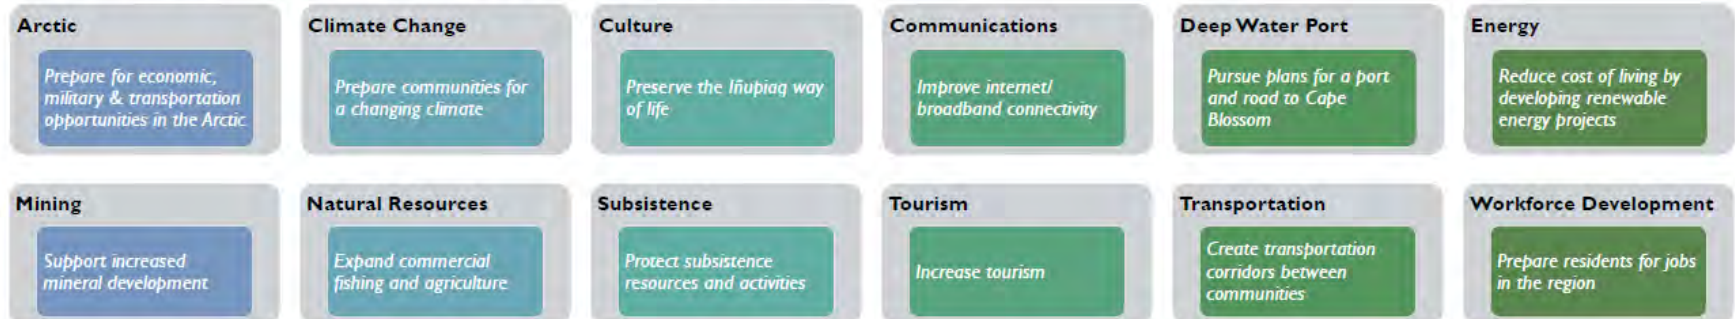 Arctic
Prepare for economic,
military & transportation
opportunities in the Arctic
Climate Change
Prepare communities for
a changing climate
Culture
Preserve the Iñupiaq way
of life
Communications
Improve internet/
broadband connectivity
Deep Water Port
Pursue plans for a port
and road to Cape
Blossom
Energy
Reduce cost of living by
developing renewable
energy projects
Mining
Support increased
mineral development
Natural Resources
Expand commercial
fishing and agriculture
Subsistence
Protect subsistence
resources and activities
Tourism
Increase tourism
Transportation
Create transportation
corridors between
communities
Workforce Development
Prepare residents for jobs
in the region